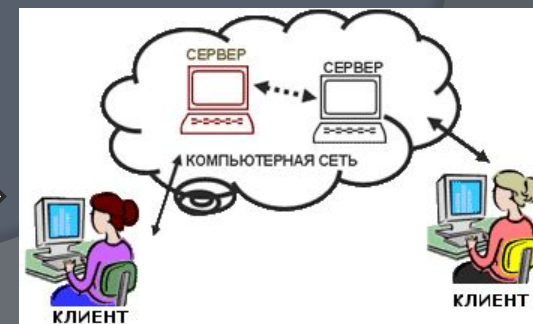 СЕРВЕР
СЕРВЕР
КОМПЬЮТЕРНАЯ СЕТЬ
КЛИЕНТ
КЛИЕНТ